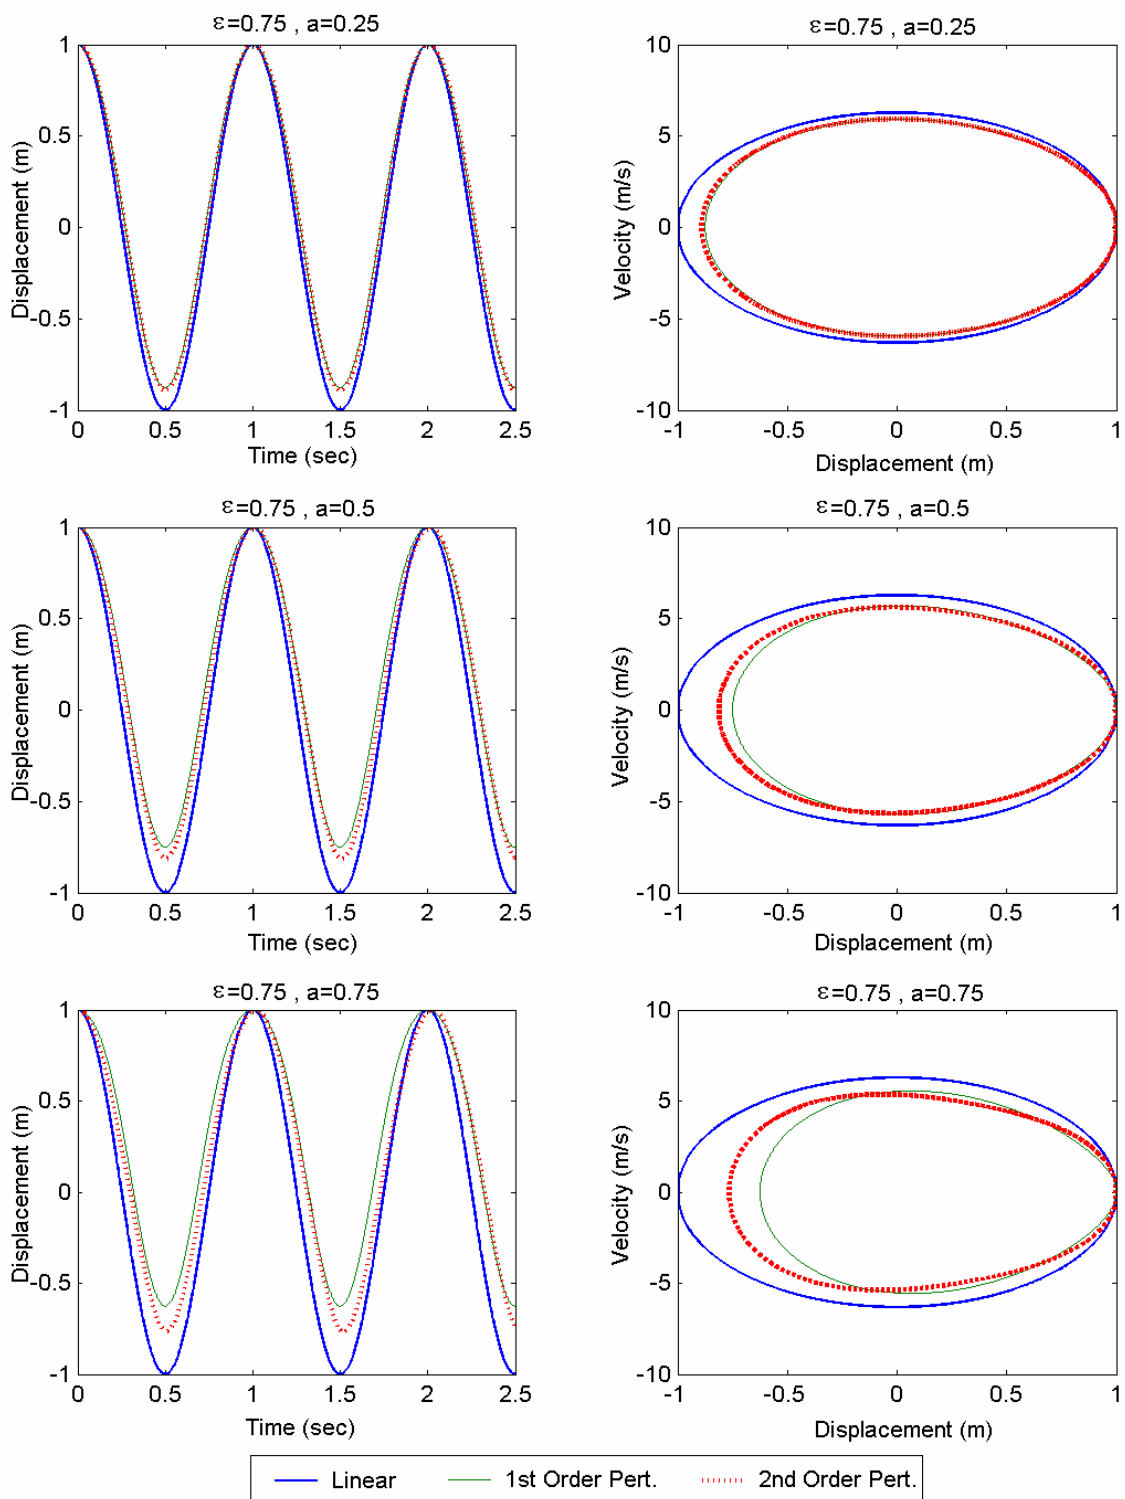 ε=0.75 , a=0.25
1
0.5
0
-0.5
-1
Displacement (m)
0 0.5 1 1.5 2 2.5
Time (sec)
ε=0.75 , a=0.25
10
5
0
-5
-10
Velocity (m/s)
-1 -0.5 0 0.5 1
Displacement (m)
ε=0.75 , a=0.5
1
0.5
0
-0.5
-1
Displacement (m)
0 0.5 1 1.5 2 2.5
Time (sec)
ε=0.75 , a=0.5
10
5
0
-5
-10
Velocity (m/s)
-1 -0.5 0 0.5 1
Displacement (m)
ε=0.75 , a=0.75
1
0.5
0
-0.5
-1
Displacement (m)
0 0.5 1 1.5 2 2.5
Time (sec)
ε=0.75 , a=0.75
10
5
0
-5
-10
Velocity (m/s)
-1 -0.5 0 0.5 1
Displacement (m)
Linear 1st Order Pert. 2nd Order Pert.